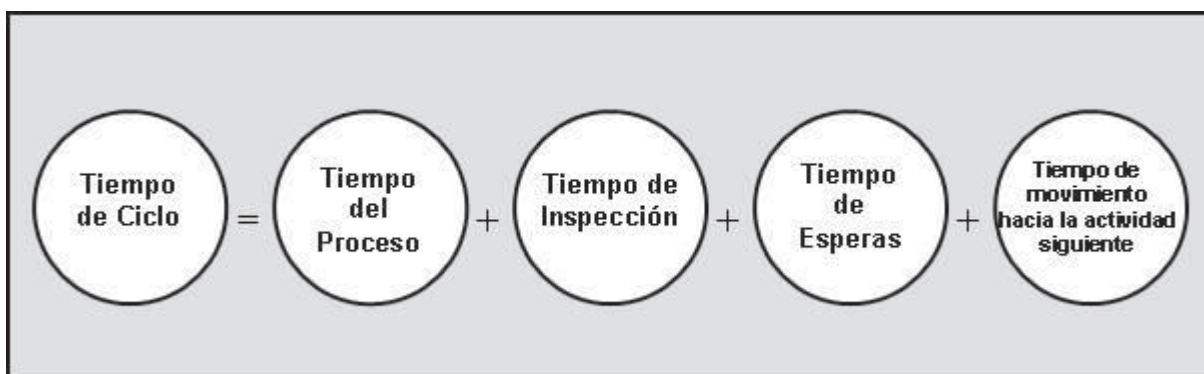 Tiempo
de Ciclo
=
Tiempo
del
Proceso
+
Tiempo de
Inspección
+
Tiempo
de
Esperas
+
Tiempo de
movimiento
hacia la actividad
siguiente